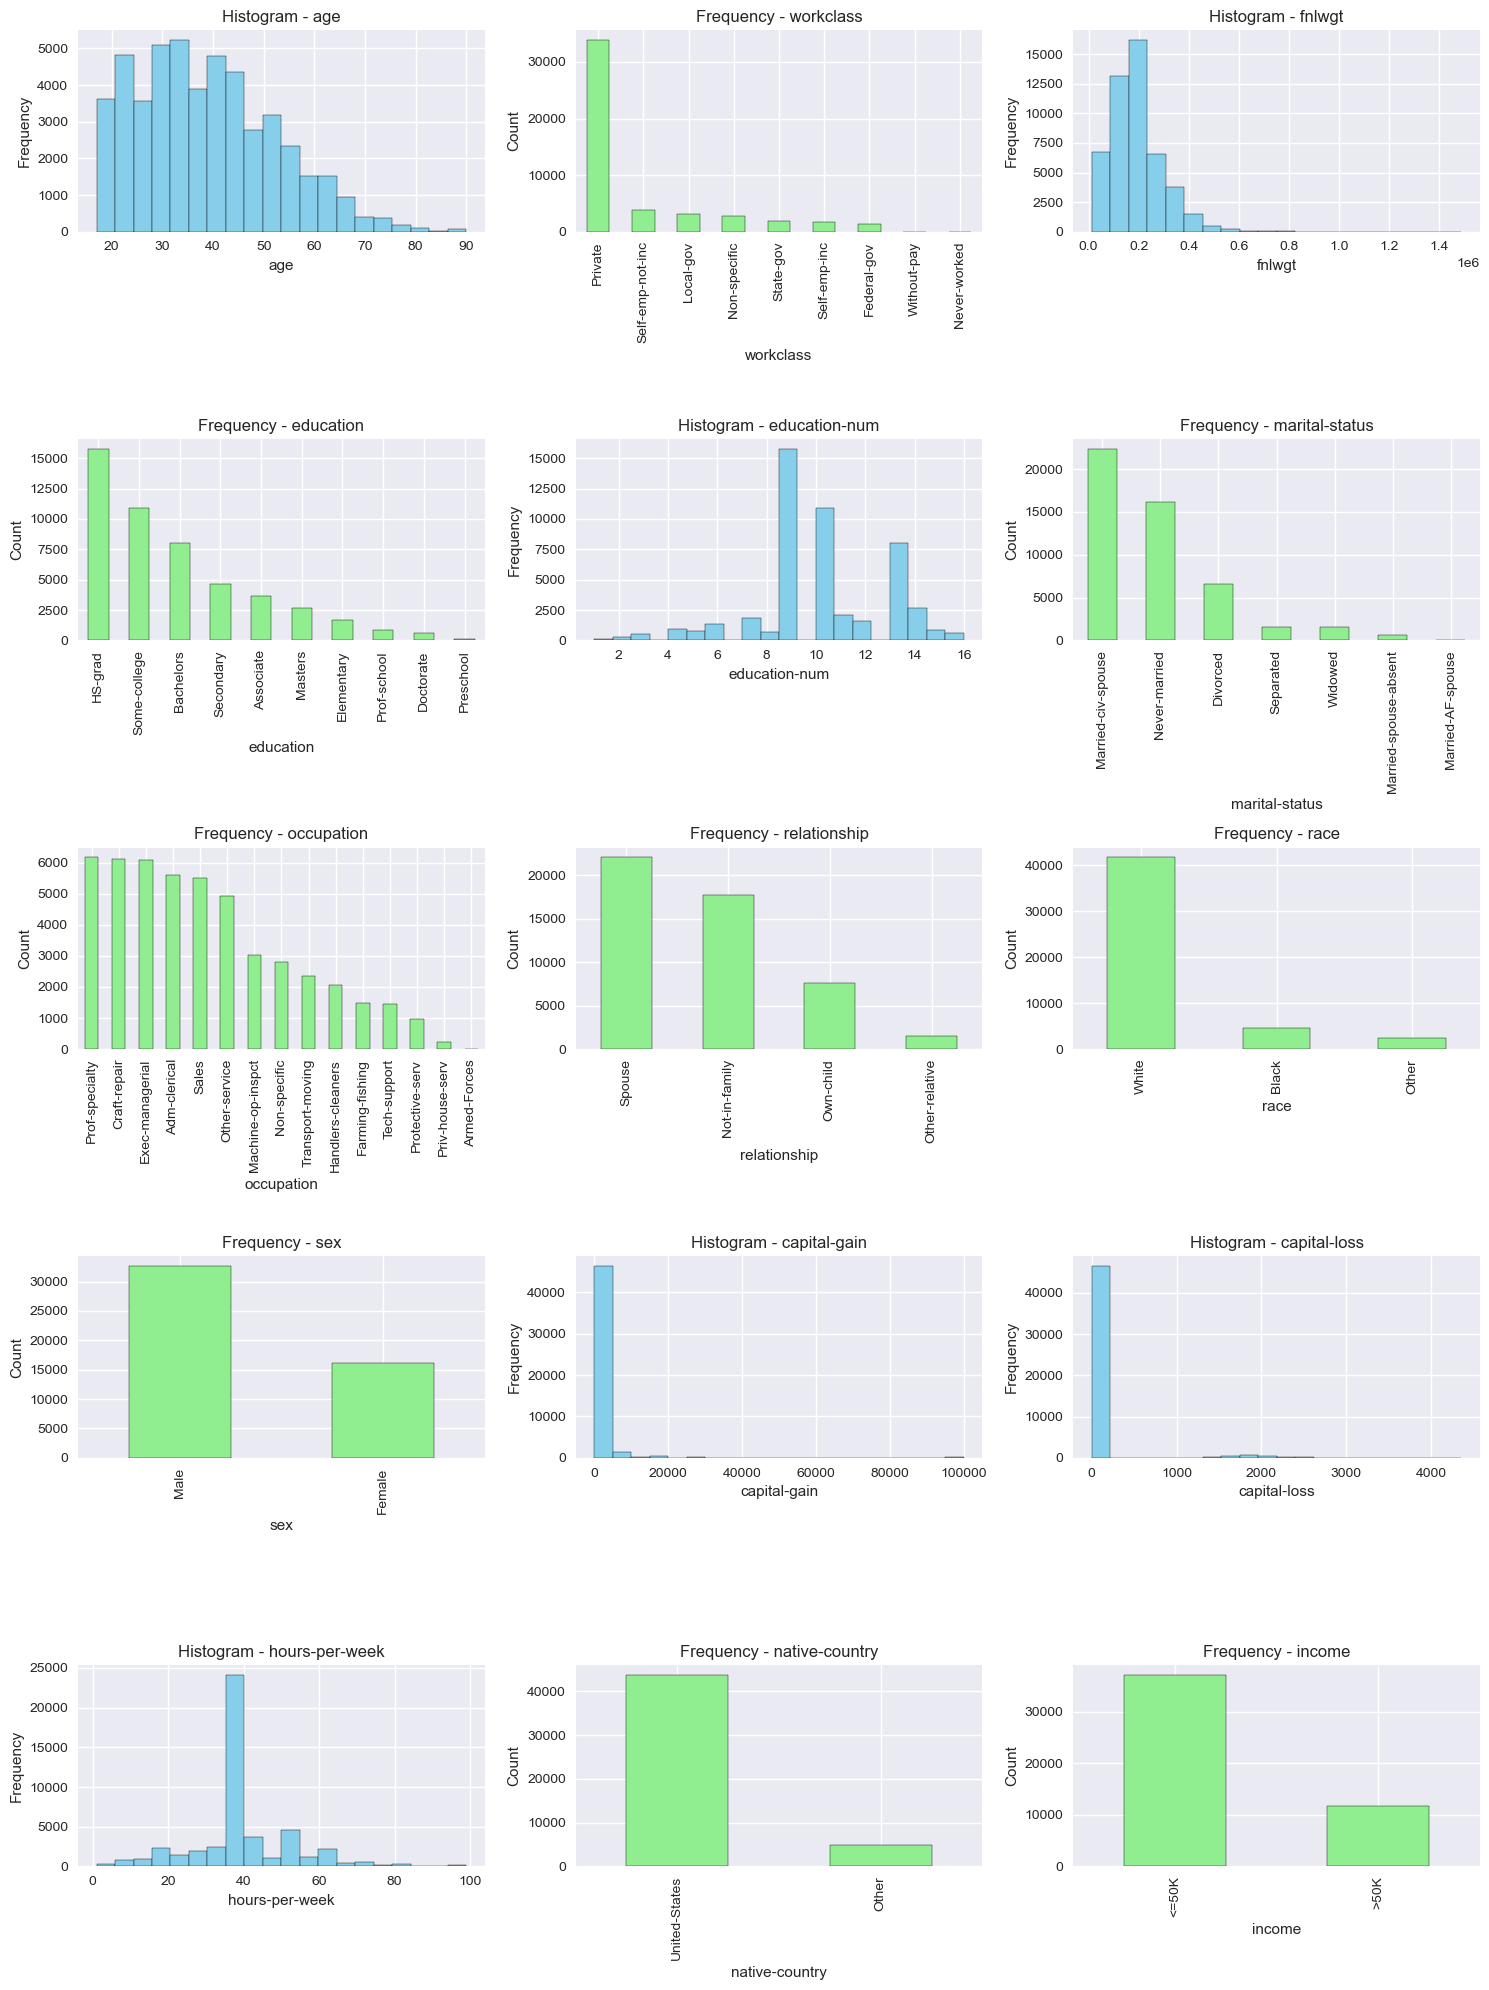 Histogram - age
Frequency
5000
4000
3000
2000
1000
0
20 30 40 50 60 70 80 90
age
Frequency - workclass
Count
30000
20000
10000
0
Private
Self-emp-not-inc
Local-gov
Non-specific
State-gov
Self-emp-inc
Federal-gov
Without-pay
Never-worked
workclass
Histogram - fnlwgt
Frequency
15000
12500
10000
7500
5000
2500
0
0.0 0.2 0.4 0.6 0.8 1.0 1.2 1.4
1e6
fnlwgt
Frequency - education
Count
15000
12500
10000
7500
5000
2500
0
HS-grad
Some-college
Bachelors
Secondary
Associate
Masters
Elementary
Prof-school
Doctorate
Preschool
education
Histogram - education-num
Frequency
15000
12500
10000
7500
5000
2500
0
2 4 6 8 10 12 14 16
education-num
Frequency - marital-status
Count
20000
15000
10000
5000
0
Married-civ-spouse
Never-married
Divorced
Separated
Widowed
Married-spouse-absent
Married-AF-spouse
marital-status
Frequency - occupation
Count
6000
5000
4000
3000
2000
1000
0
Prof-specialty
Craft-repair
Exec-managerial
Adm-clerical
Sales
Other-service
Machine-op-inspct
Non-specific
Transport-moving
Handlers-cleaners
Farming-fishing
Tech-support
Protective-serv
Priv-house-serv
Armed-Forces
occupation
Frequency - relationship
Count
20000
15000
10000
5000
0
Spouse
Not-in-family
Own-child
Other-relative
relationship
Frequency - race
Count
40000
30000
20000
10000
0
White
Black
Other
race
Frequency - sex
Count
30000
25000
20000
15000
10000
5000
0
Male
Female
sex
Histogram - capital-gain
Frequency
40000
30000
20000
10000
0
0 20000 40000 60000 80000 100000
capital-gain
Histogram - capital-loss
Frequency
40000
30000
20000
10000
0
0 1000 2000 3000 4000
capital-loss
Histogram - hours-per-week
Frequency
25000
20000
15000
10000
5000
0
0 20 40 60 80 100
hours-per-week
Frequency - native-country
Count
40000
30000
20000
10000
0
United-States
Other
native-country
Frequency - income
Count
30000
20000
10000
0
<=50K
>50K
income